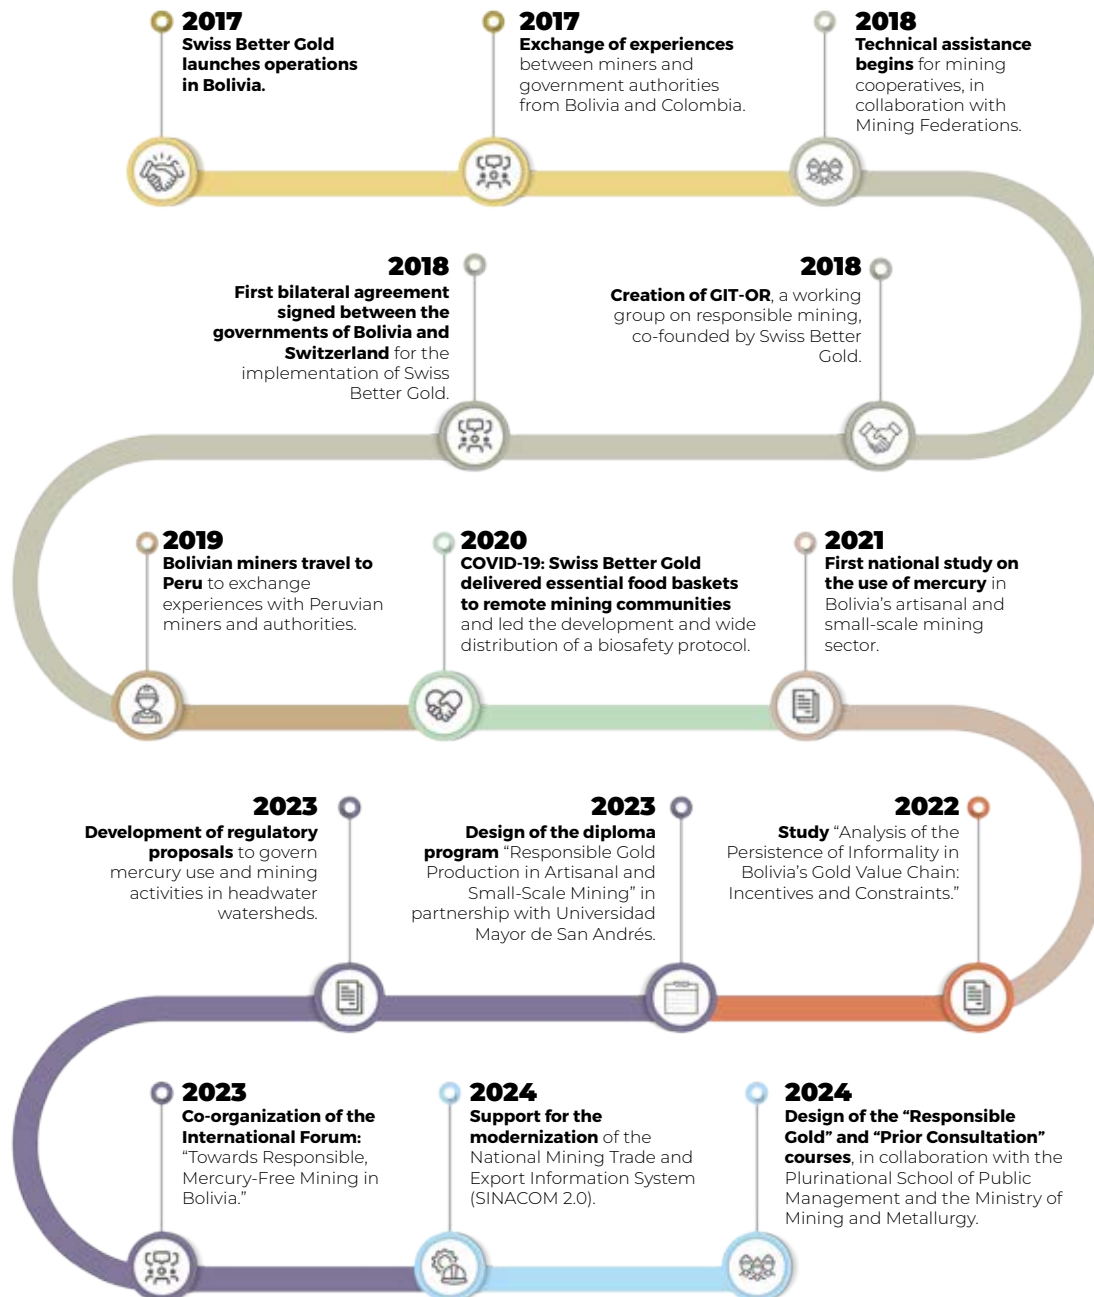 2017
Swiss Better Gold
launches operations
in Bolivia.
2017
Exchange of experiences
between miners and
government authorities
from Bolivia and Colombia.
2018
Technical assistance
begins for mining
cooperatives, in
collaboration with
Mining Federations.
2018
Creation of GIT-OR, a working
group on responsible mining,
co-founded by Swiss Better
Gold.
2018
First bilateral agreement
signed between the
governments of Bolivia and
Switzerland for the
implementation of Swiss
Better Gold.
2019
Bolivian miners travel to
Peru to exchange
experiences with Peruvian
miners and authorities.
2020
COVID-19: Swiss Better Gold
delivered essential food baskets
to remote mining communities
and led the development and wide
distribution of a biosafety protocol.
2021
First national study on
the use of mercury in
Bolivia's artisanal and
small-scale mining
sector.
2022
Study “Analysis of the
Persistence of Informality in
Bolivia's Gold Value Chain:
Incentives and Constraints.”
2023
Design of the diploma
program “Responsible Gold
Production in Artisanal and
Small-Scale Mining” in
partnership with Universidad
Mayor de San Andrés.
2023
Development of regulatory
proposals to govern
mercury use and mining
activities in headwater
watersheds.
2023
Co-organization of the
International Forum:
“Towards Responsible,
Mercury-Free Mining in
Bolivia.”
2024
Support for the
modernization of the
National Mining Trade and
Export Information System
(SINACOM 2.0).
2024
Design of the “Responsible
Gold” and “Prior Consultation”
courses, in collaboration with the
Plurinational School of Public
Management and the Ministry of
Mining and Metallurgy.